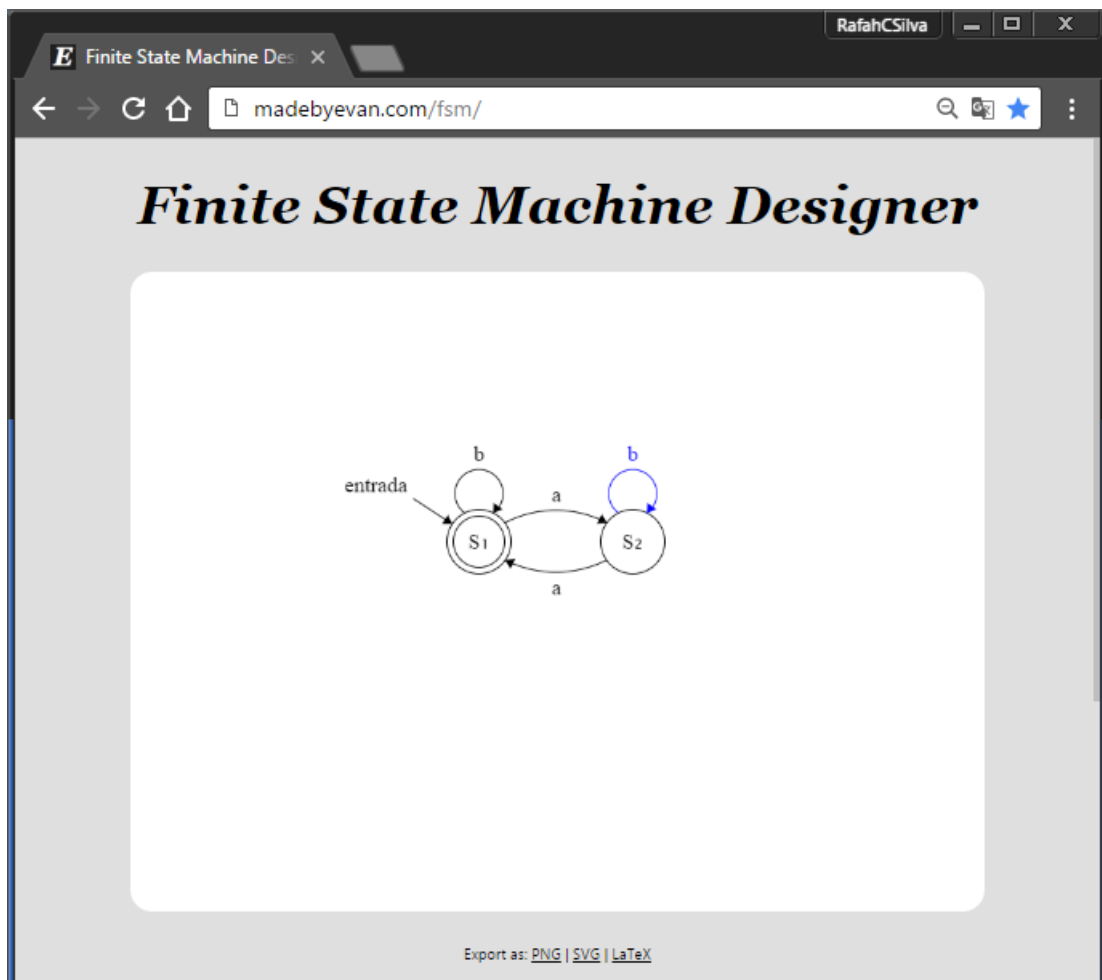 RafahCSilva
E Finite State Machine Des
madebyevan.com/fsm/
Finite State Machine Designer
b
b
entrada
a
S₁
S₂
a
Export as: PNG | SVG | LaTeX